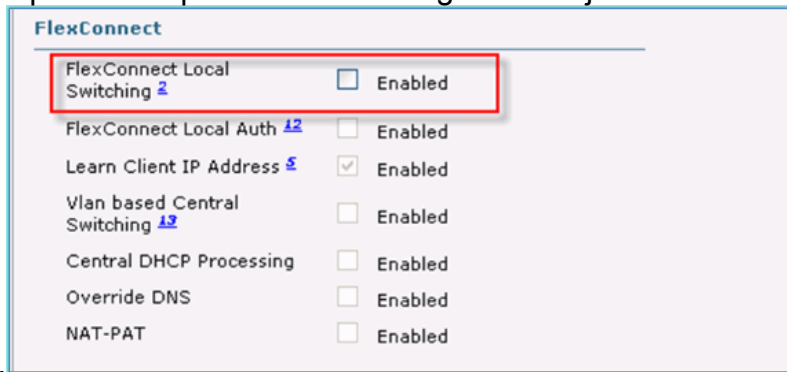 FlexConnect
FlexConnect Local
Switching 2
Enabled
FlexConnect Local Auth 12
Enabled
Learn Client IP Address 5
Enabled
Vlan based Central
Switching 13
Enabled
Central DHCP Processing
Enabled
Override DNS
Enabled
NAT-PAT
Enabled